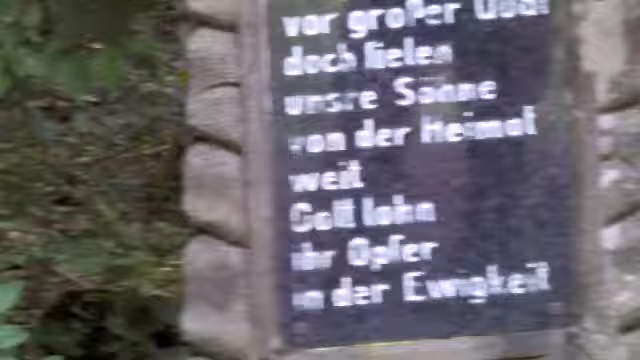 vor großer
doch fielen
unsre Söhne
von der Heimat
weit
Gott lohn
ihr Opfer
in der Ewigkeit